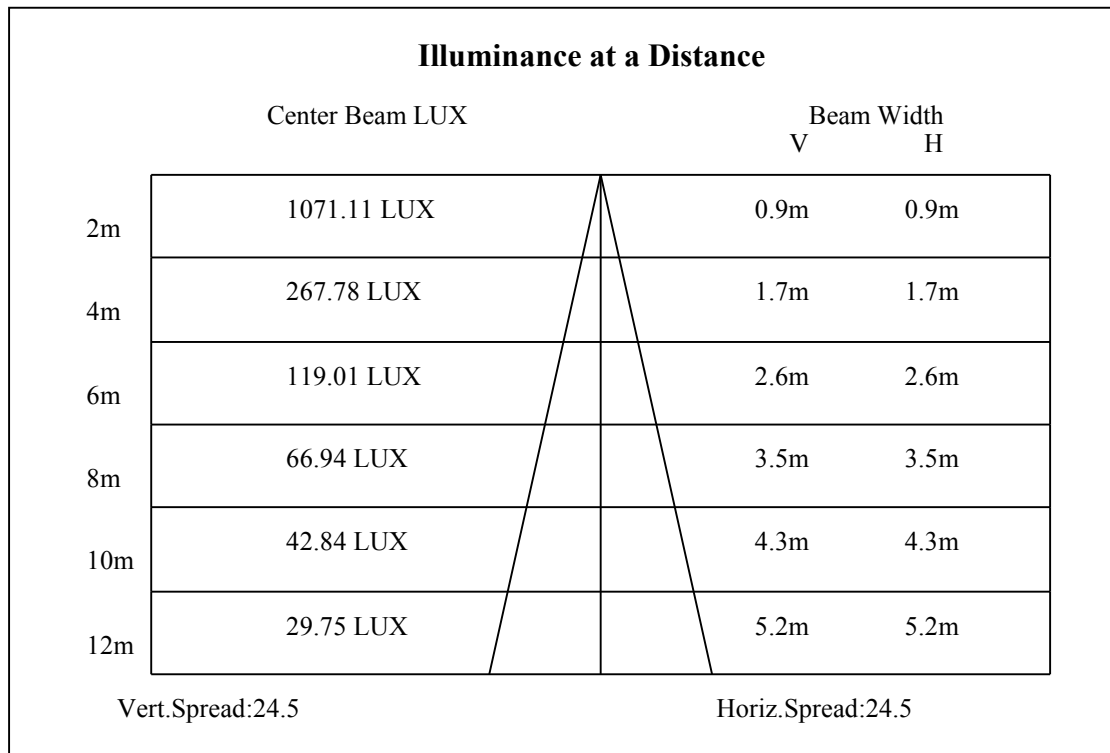 Illuminance at a Distance
Center Beam LUX Beam Width
V H
2m 1071.11 LUX 0.9m 0.9m
4m 267.78 LUX 1.7m 1.7m
6m 119.01 LUX 2.6m 2.6m
8m 66.94 LUX 3.5m 3.5m
10m 42.84 LUX 4.3m 4.3m
12m 29.75 LUX 5.2m 5.2m
Vert.Spread:24.5 Horiz.Spread:24.5